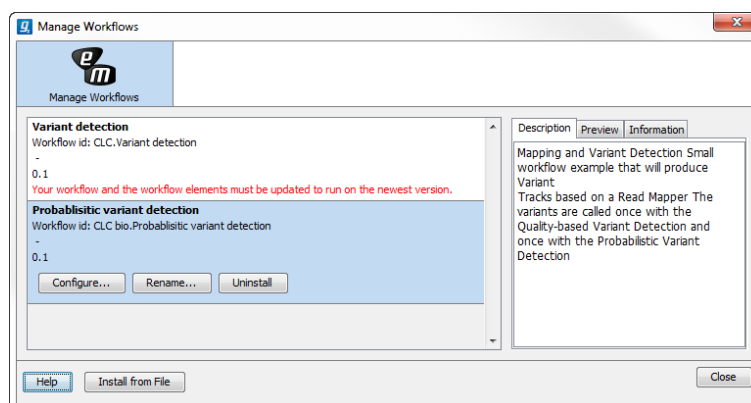 Manage Workflows
em
Manage Workflows
Variant detection
Workflow id: CLC.Variant detection
-
0.1
Your workflow and the workflow elements must be updated to run on the newest version.
Probablisitic variant detection
Workflow id: CLC bio.Probablisitic variant detection
-
0.1
Configure...
Rename...
Uninstall
Description
Preview
Information
Mapping and Variant Detection Small
workflow example that will produce
Variant
Tracks based on a Read Mapper The
variants are called once with the
Quality-based Variant Detection and
once with the Probabilistic Variant
Detection
Help
Install from File
Close